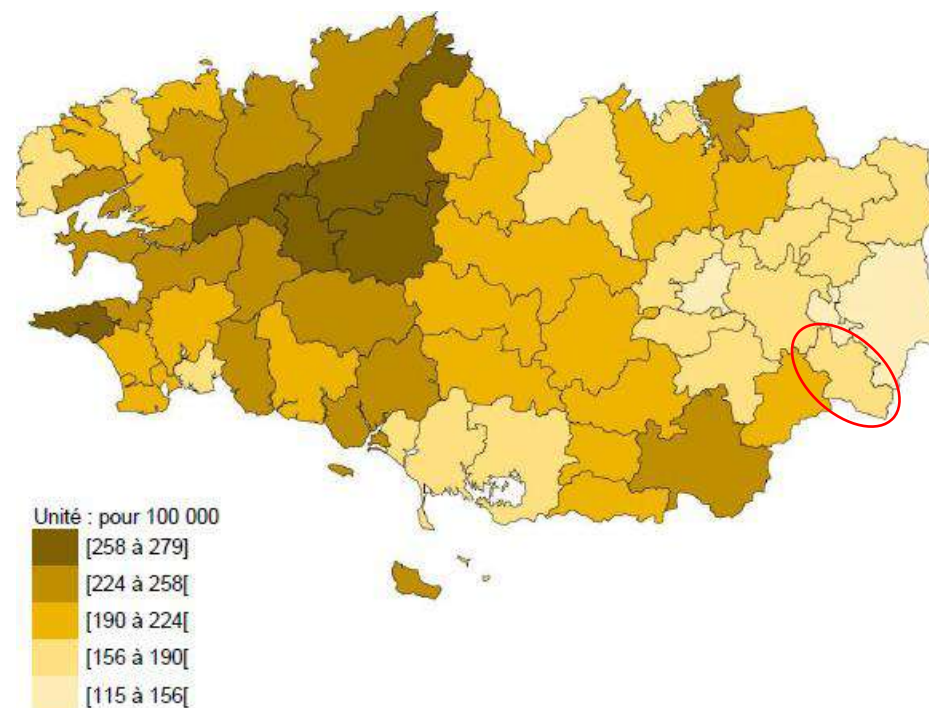 Unité : pour 100 000
[258 à 279]
[224 à 258[
[190 à 224[
[156 à 190[
[115 à 156[